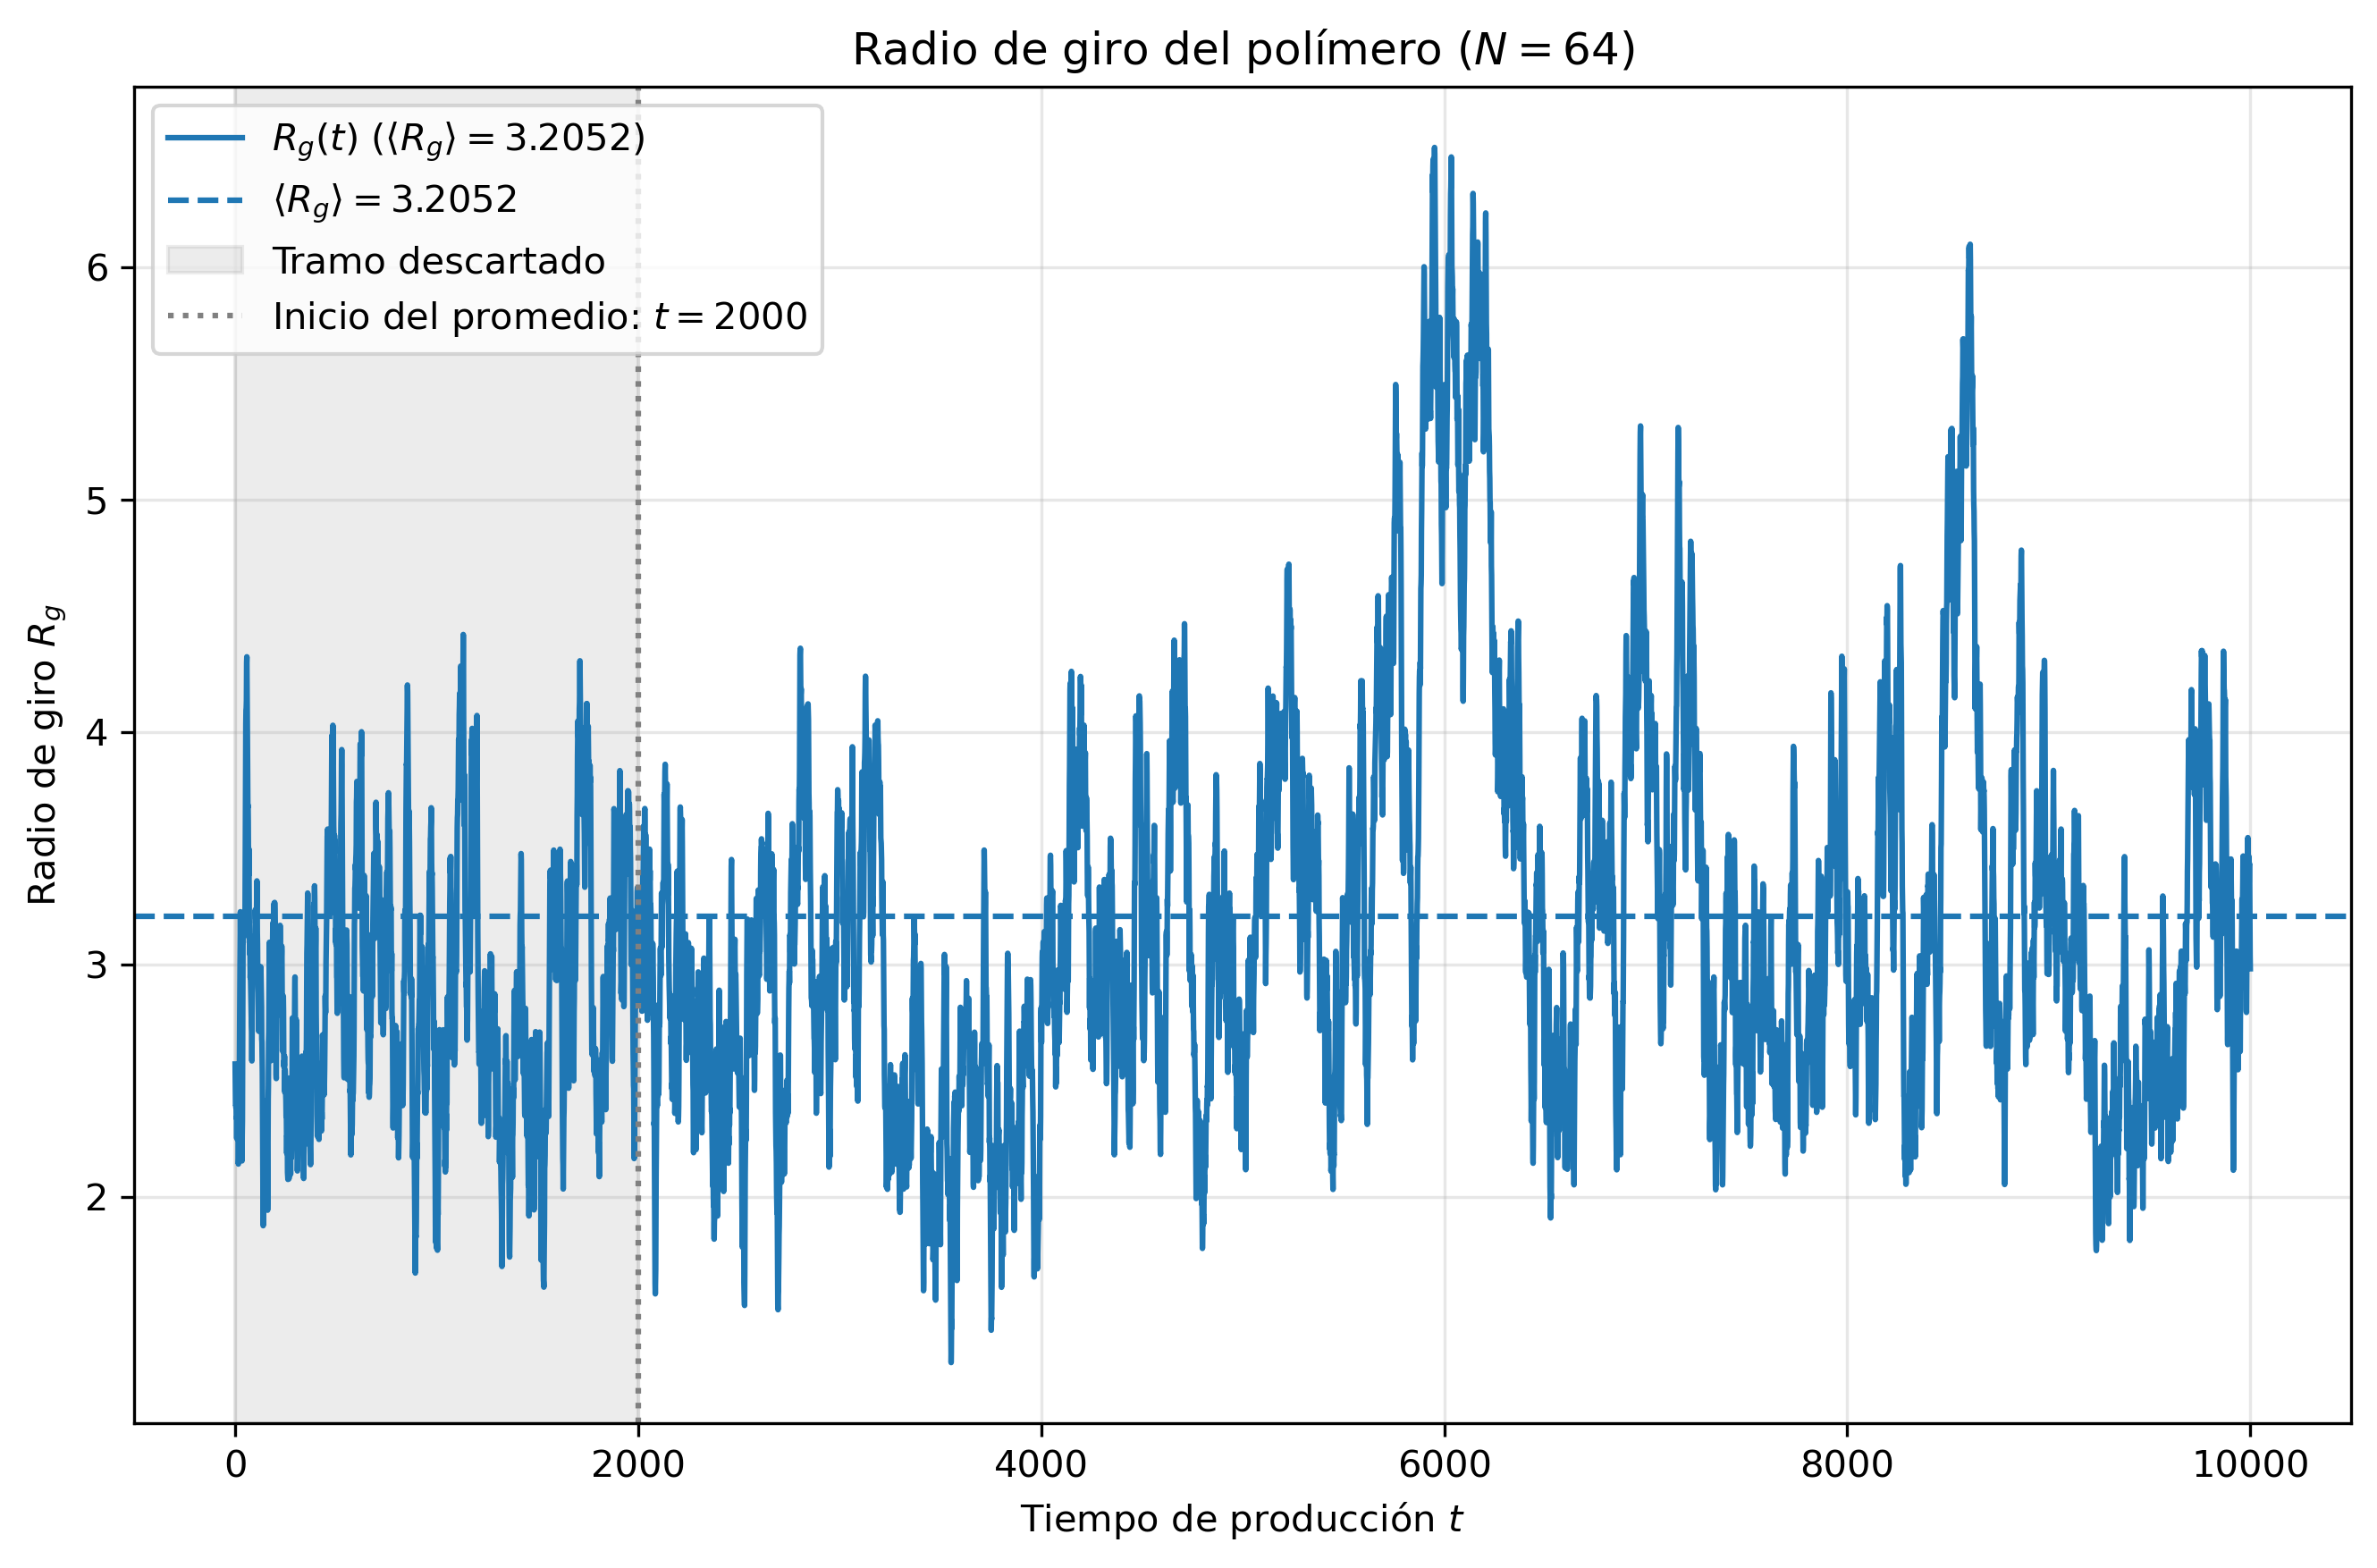 Radio de giro del polímero (N = 64)
R_g(t) (⟨R_g⟩ = 3.2052)
⟨R_g⟩ = 3.2052
Tramo descartado
Inicio del promedio: t = 2000
Radio de giro R_g
6
5
4
3
2
0 2000 4000 6000 8000 10000
Tiempo de producción t